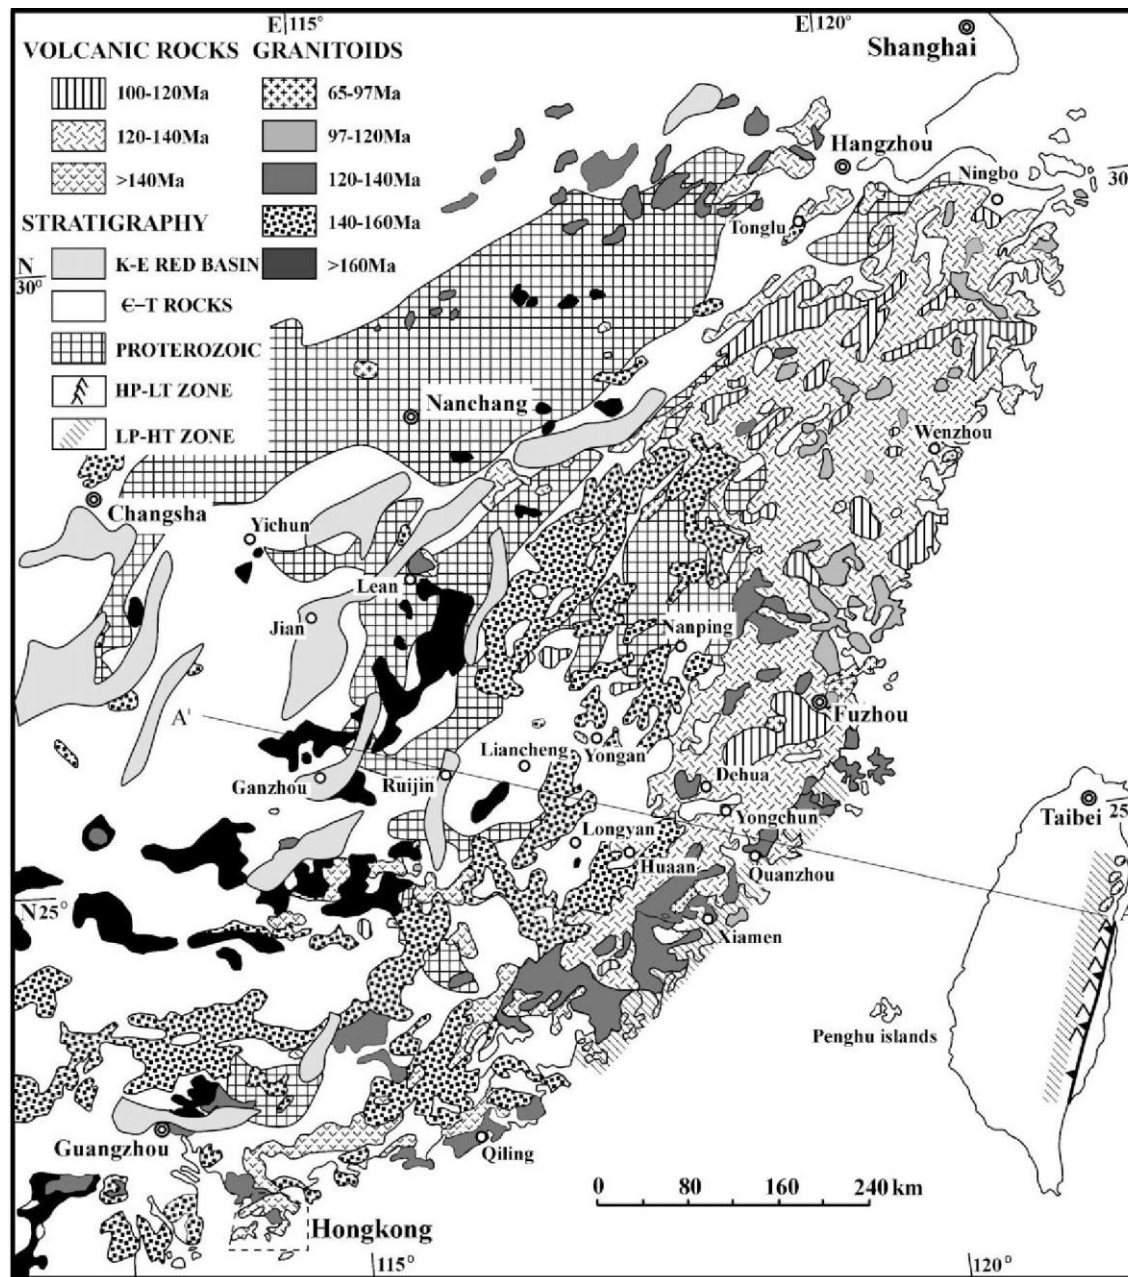 E 115°
E 120°
Shanghai
VOLCANIC ROCKS GRANITOIDS
100-120Ma 65-97Ma
120-140Ma 97-120Ma
>140Ma 120-140Ma
STRATIGRAPHY 140-160Ma
K-E RED BASIN >160Ma
Є–T ROCKS
PROTEROZOIC
HP-LT ZONE
LP-HT ZONE
Hangzhou
Ningbo
30
Tonglu
N
30°
Nanchang
Wenzhou
Changsha
Yichun
Lean
Jian
Nanping
A'
Fuzhou
Liancheng
Yongan
Dehua
Ganzhou
Ruijin
Yongchun
Taibei
25
Longyan
Huaan
Quanzhou
N25°
A
Xiamen
Penghu islands
Guangzhou
Qiling
0 80 160 240 km
Hongkong
115°
120°